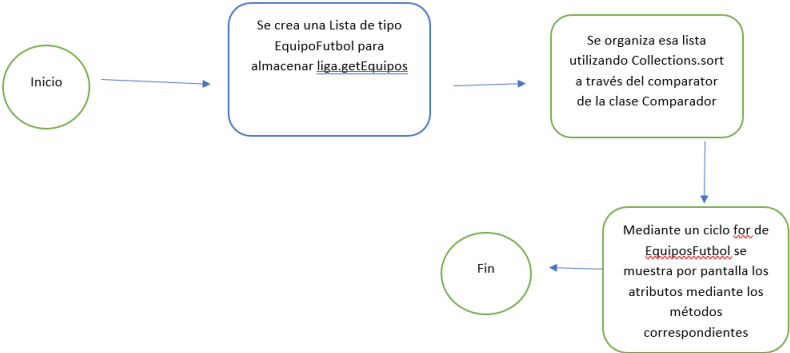 Inicio
Se crea una Lista de tipo
EquipoFutbol para
almacenar liga.getEquipos
Se organiza esa lista
utilizando Collections.sort
a través del comparator
de la clase Comparador
Mediante un ciclo for de
EquiposFutbol se
muestra por pantalla los
atributos mediante los
métodos
correspondientes
Fin